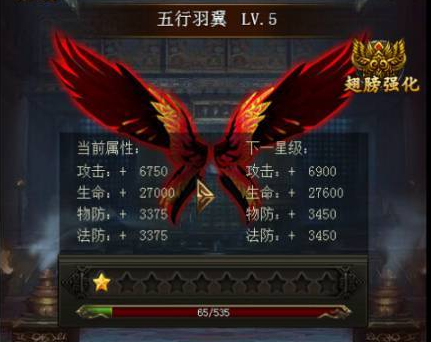 五行羽翼 LV.5
翅膀强化
当前属性： 下一星级：
攻击：+ 6750 攻击：+ 6900
生命：+ 27000 生命：+ 27600
物防：+ 3375 物防：+ 3450
法防：+ 3375 法防：+ 3450
65/535